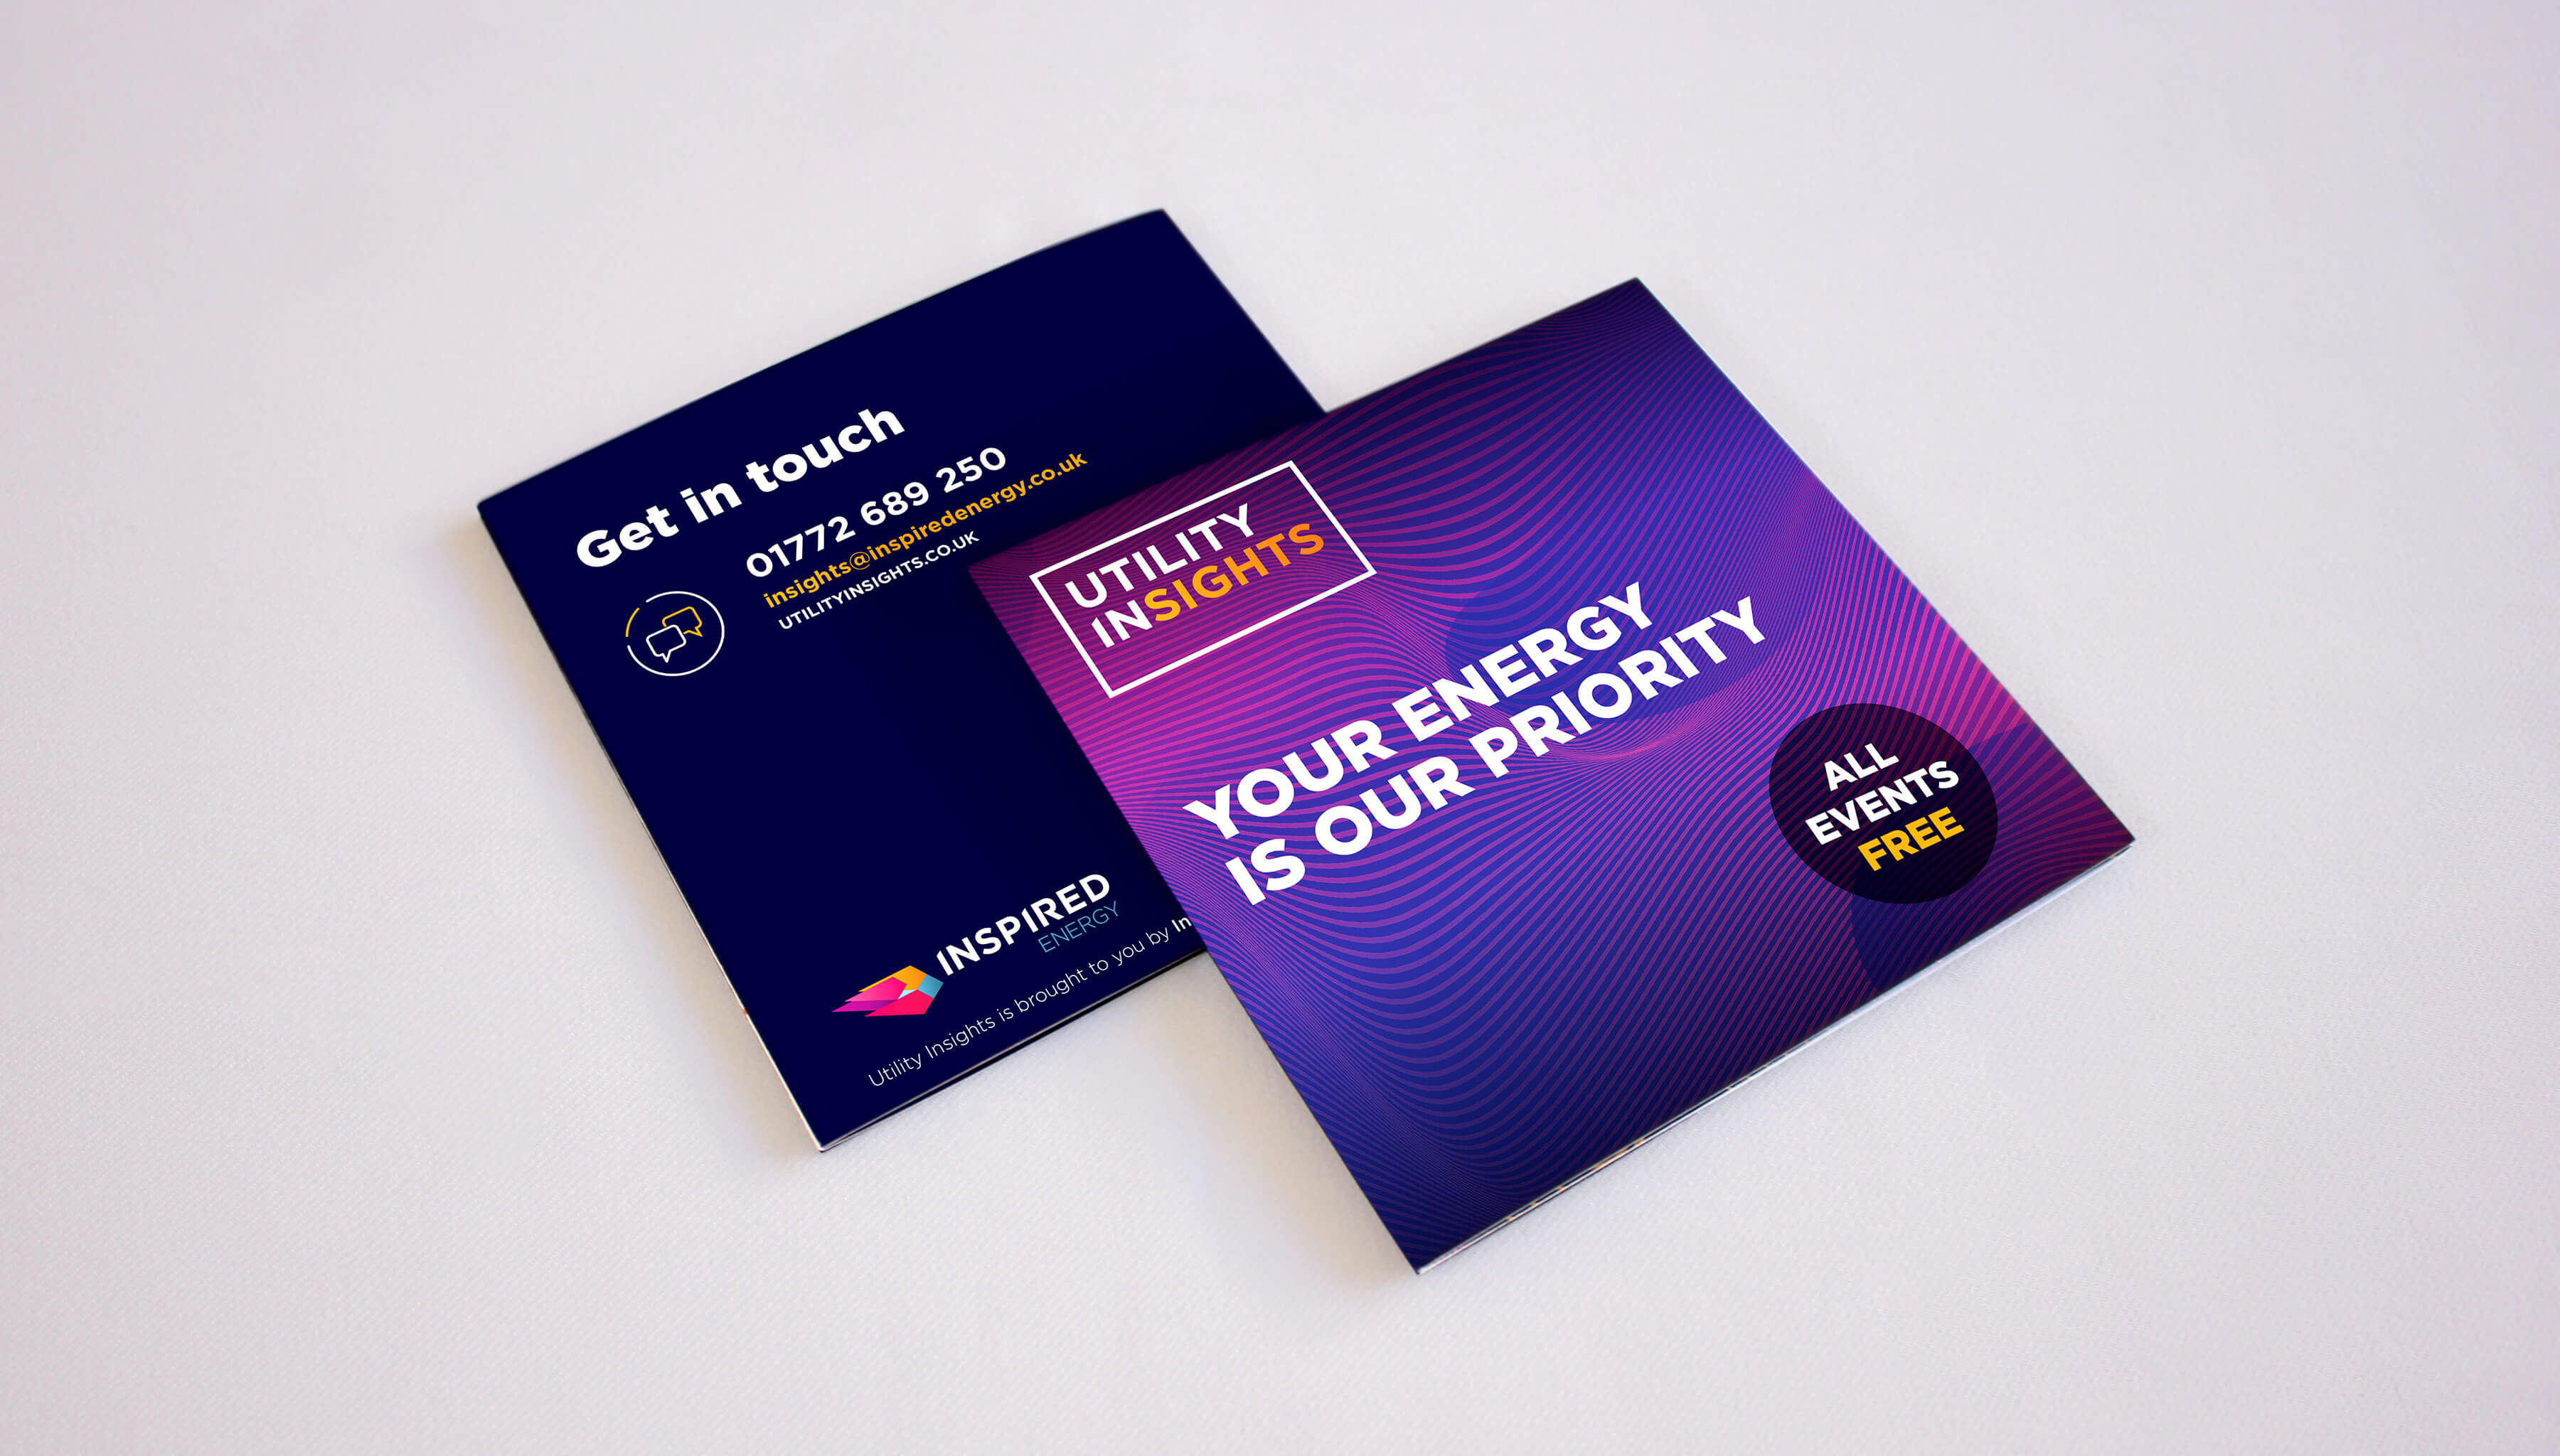 Get in touch
01772 689 250
insights@inspiredenergy.co.uk
UTILITYINSIGHTS.CO.UK
INSPIRED
ENERGY
Utility Insights is brought to you by In
UTILITY
INSIGHTS
YOUR ENERGY
IS OUR PRIORITY
ALL
EVENTS
FREE